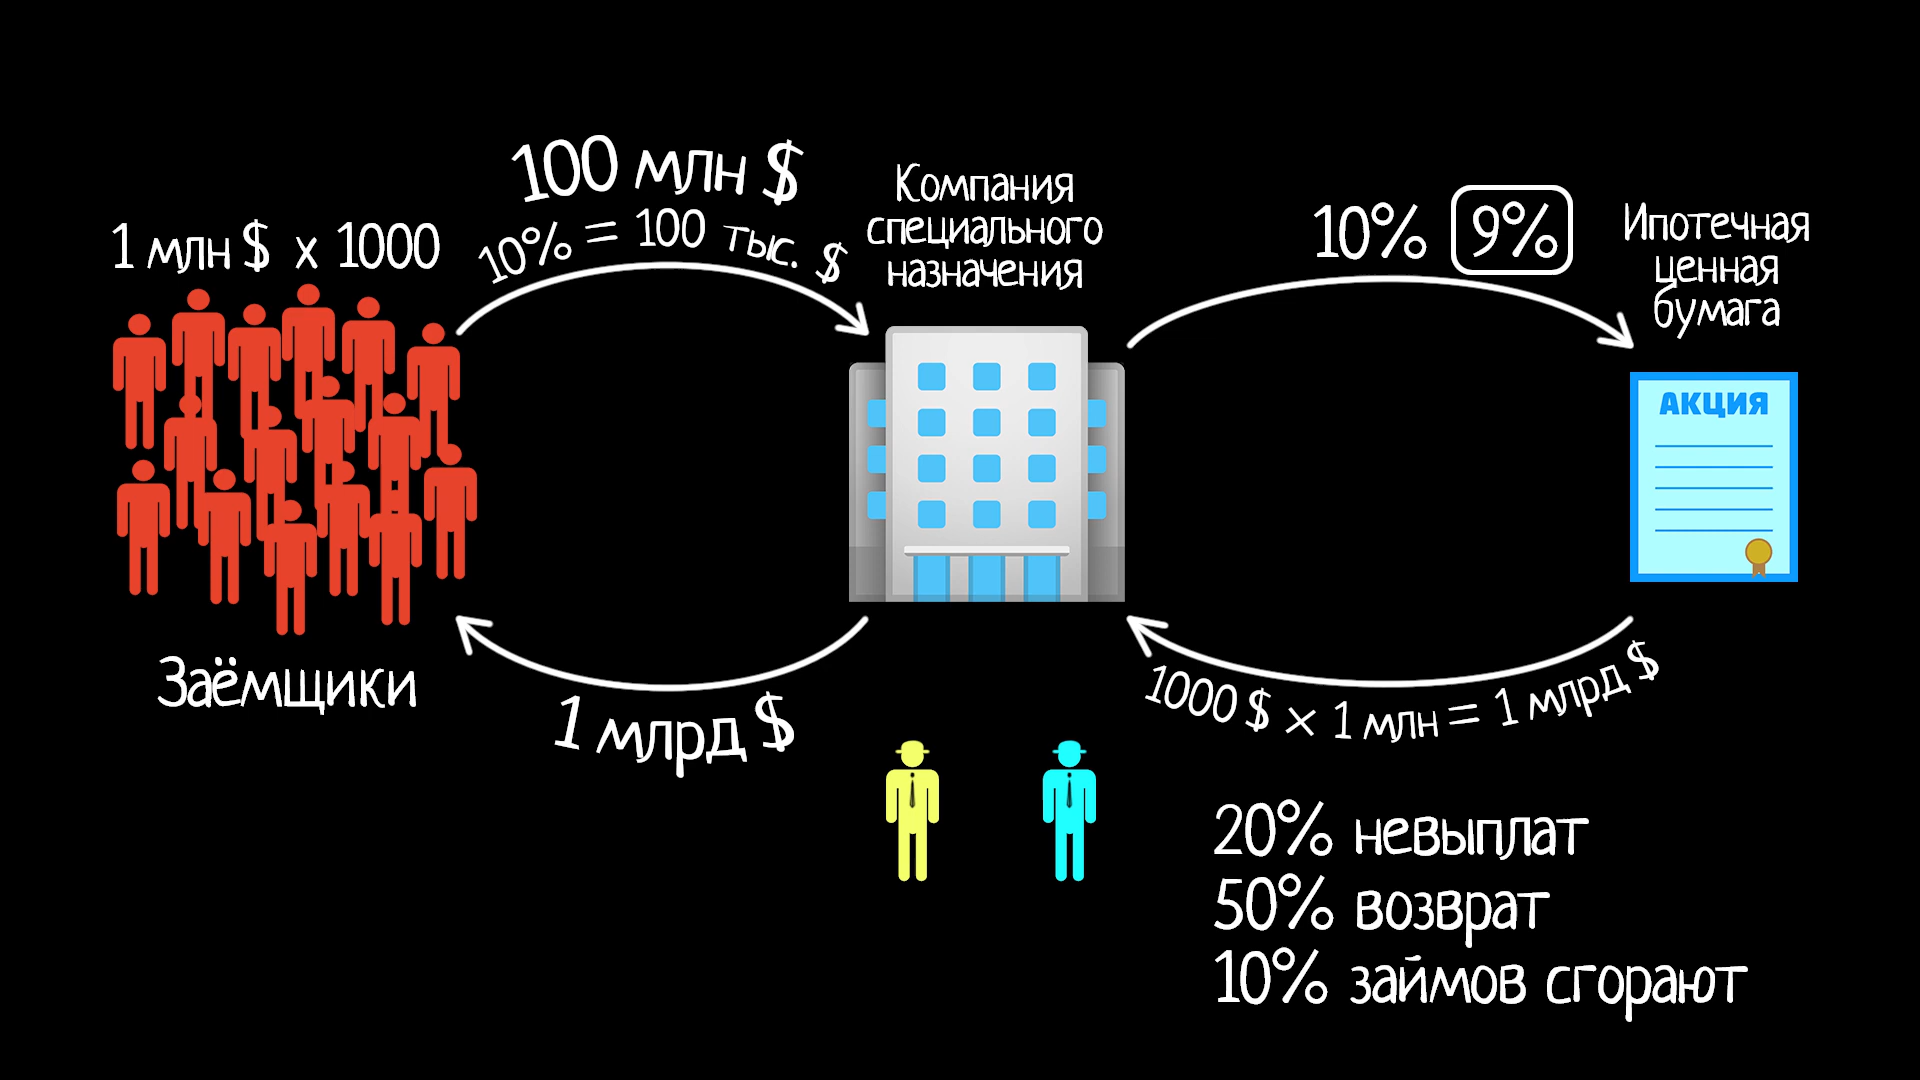 1 млн $ x 1000
Заёмщики
100 млн $
10% = 100 тыс. $
1 млрд $
Компания
специального
назначения
10% 9%
1000 $ × 1 млн = 1 млрд $
Ипотечная
ценная
бумага
АКЦИЯ
20% невыплат
50% возврат
10% займов сгорают